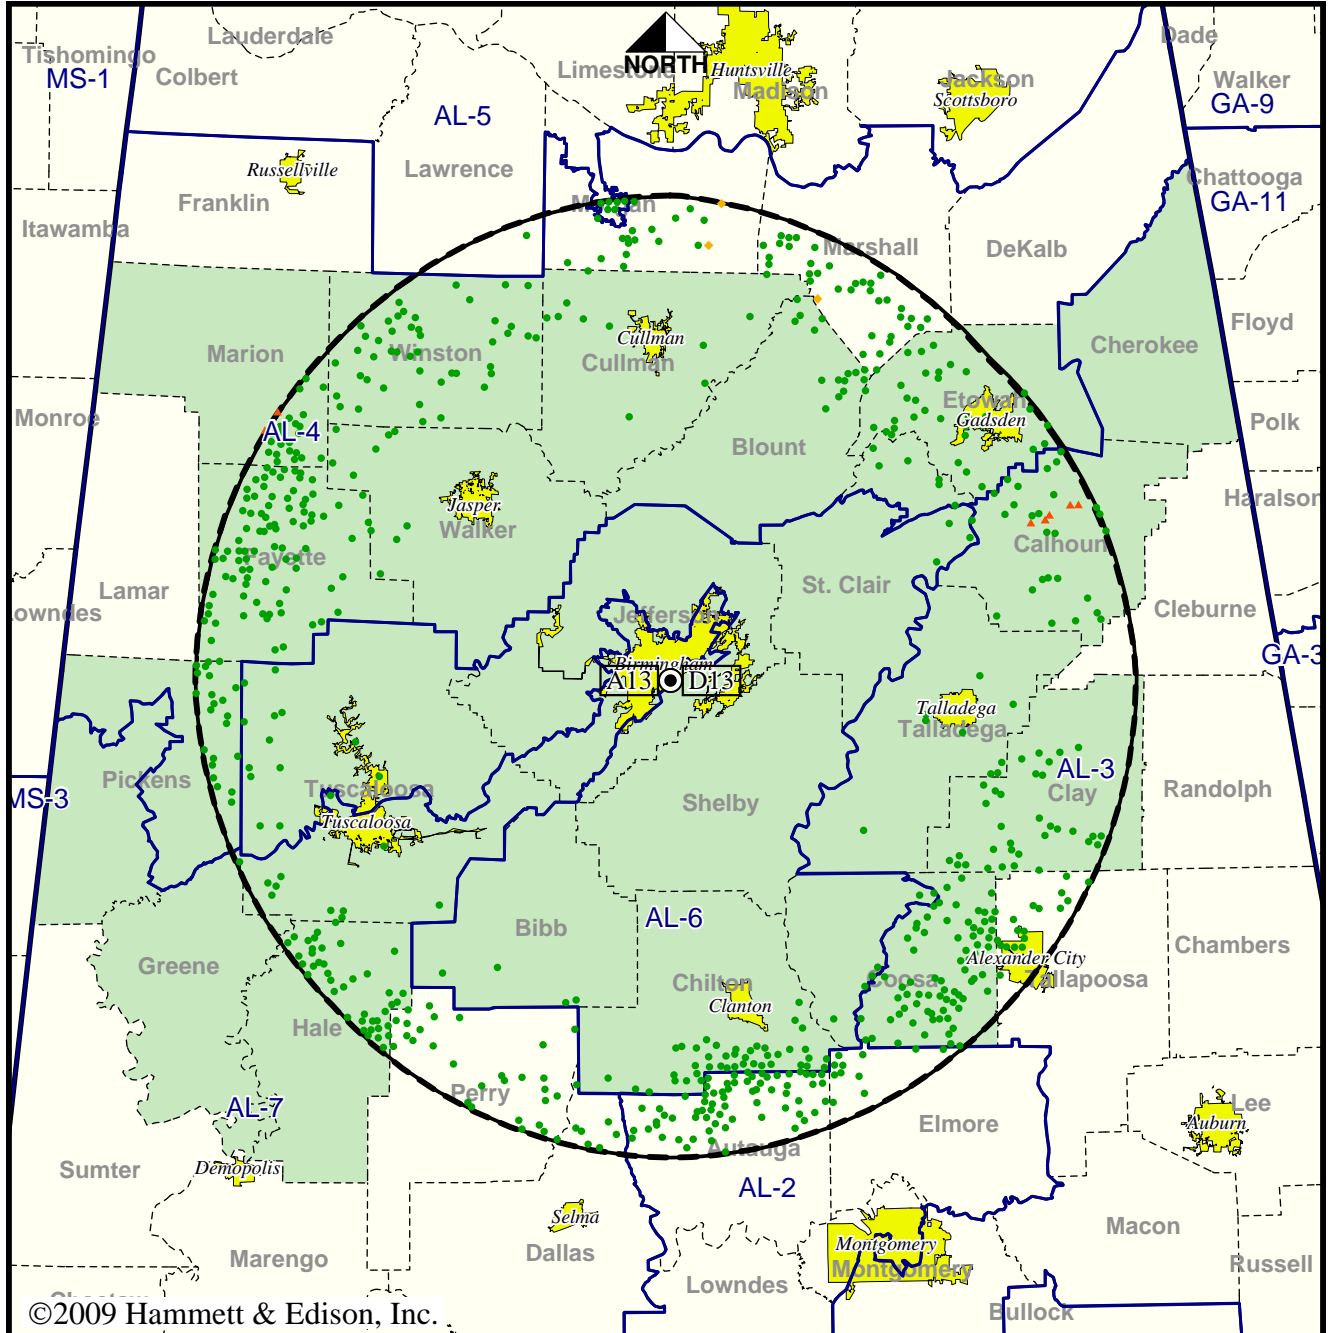 Lauderdale
Tishomingo
MS-1
Colbert
Limestone
NORTH
Huntsville
Madison
Jackson
Scottsboro
Dade
Walker
GA-9
AL-5
Russellville
Lawrence
Franklin
Itawamba
Morgan
Chattooga
GA-11
Marshall
DeKalb
Floyd
Marion
Winston
Cullman
Cullman
Cherokee
Monroe
AL-4
Etowah
Gadsden
Polk
Blount
Jasper
Walker
Haralson
Fayette
Calhoun
Lamar
owndes
St. Clair
Cleburne
Jefferson
Birmingham
A13
D13
GA-3
Talladega
Talladega
Pickens
MS-3
Tuscaloosa
Tuscaloosa
Shelby
AL-3
Clay
Randolph
AL-6
Bibb
Greene
Chilton
Clanton
Coosa
Alexander City
Tallapoosa
Chambers
Hale
Perry
AL-7
Autauga
Elmore
Lee
Auburn
Sumter
Demopolis
AL-2
Selma
Dallas
Macon
Marengo
Montgomery
Montgomery
Russell
Lowndes
Bullock
Choctaw
©2009 Hammett & Edison, Inc.